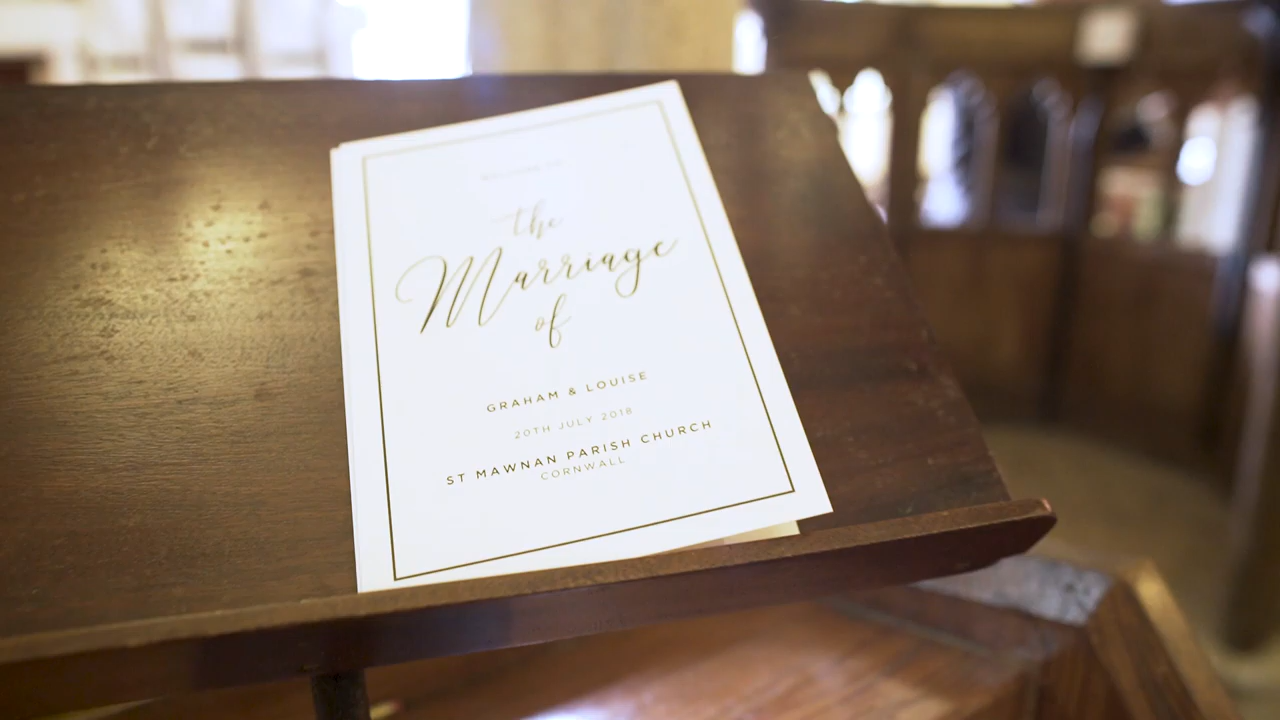 the
Marriage
of
GRAHAM & LOUISE
20TH JULY 2018
ST MAWNAN PARISH CHURCH
CORNWALL